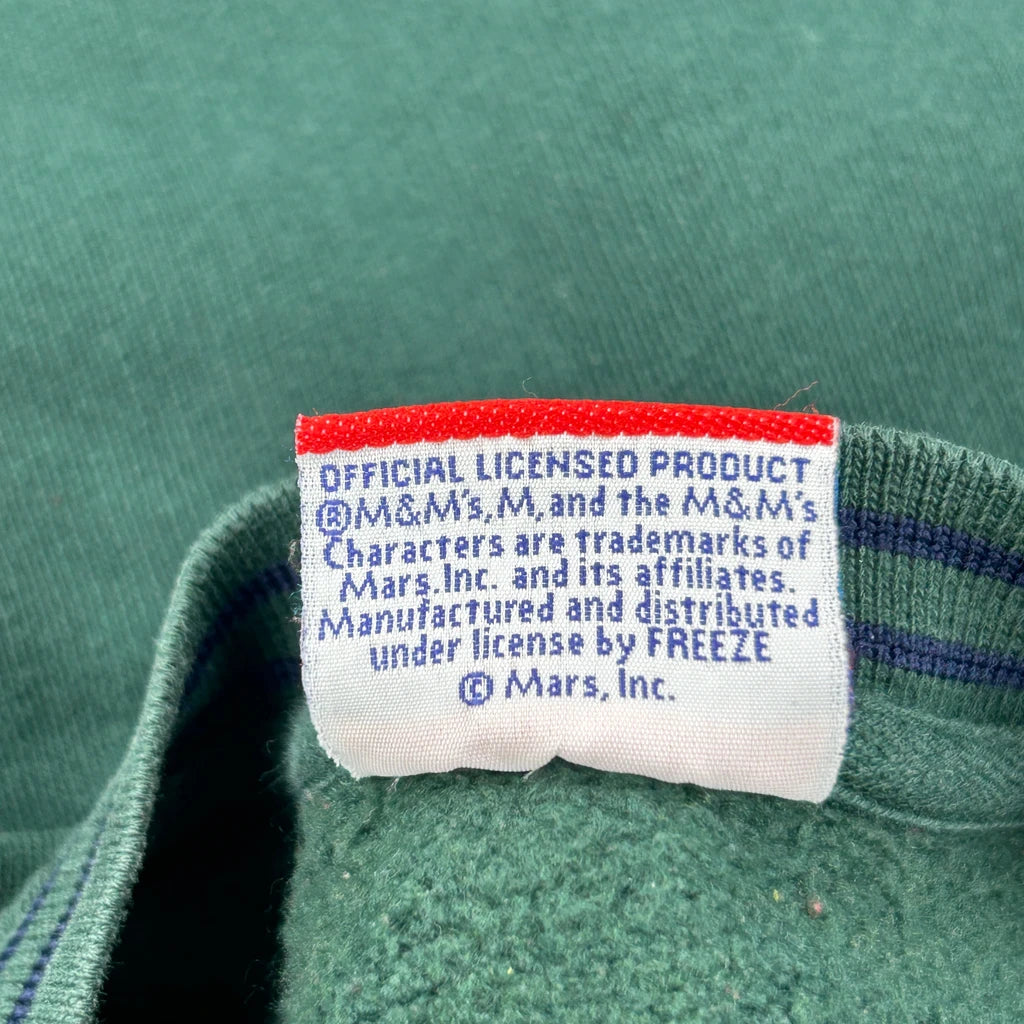 OFFICIAL LICENSED PRODUCT
®M&M's, M, and the M&M's
Characters are trademarks of
Mars, Inc. and its affiliates.
Manufactured and distributed
under license by FREEZE
© Mars, Inc.